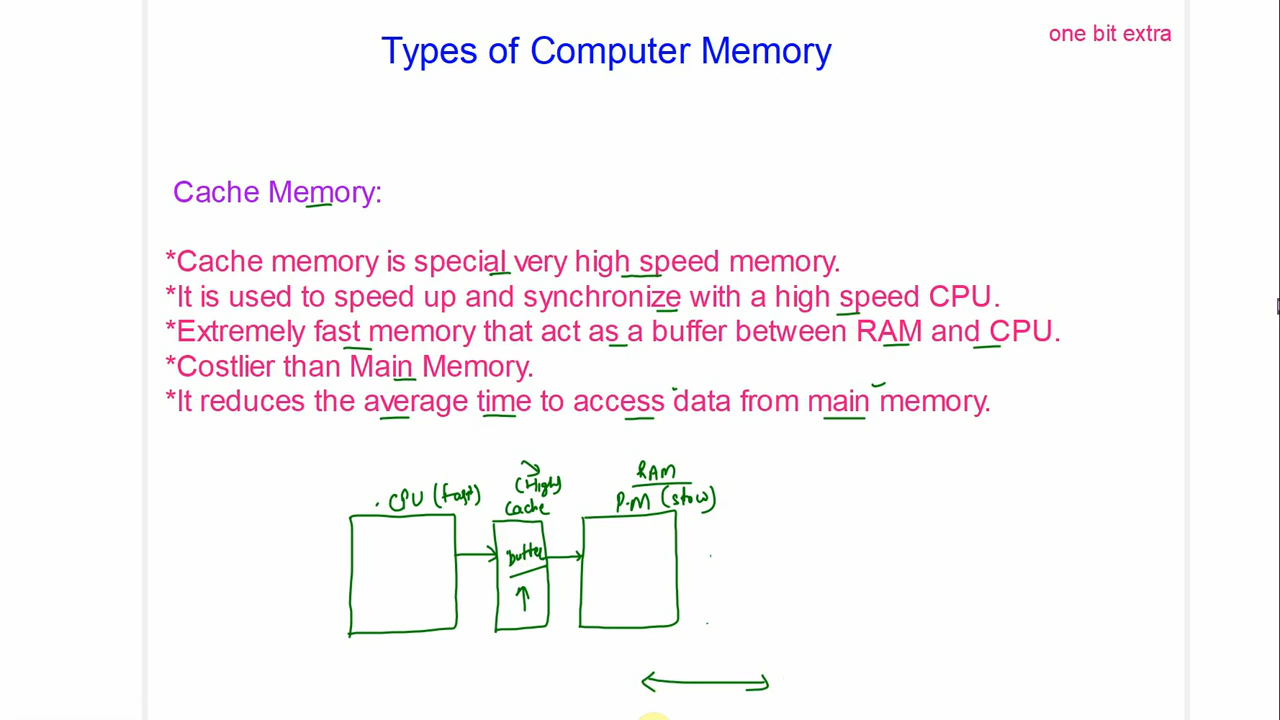 one bit extra
Types of Computer Memory
Cache Memory:
*Cache memory is special very high speed memory.
*It is used to speed up and synchronize with a high speed CPU.
*Extremely fast memory that act as a buffer between RAM and CPU.
*Costlier than Main Memory.
*It reduces the average time to access data from main memory.
CPU (fast)
(High)
Cache
RAM
P.M (slow)
buffer